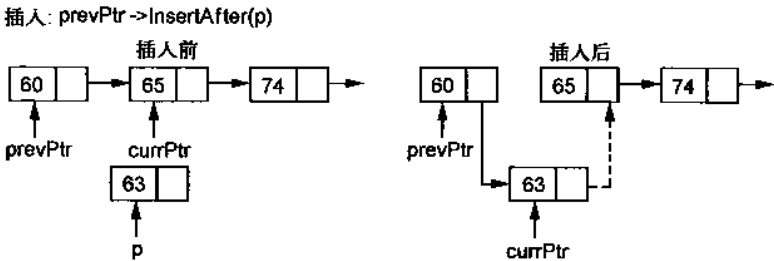 插入: prevPtr->InsertAfter(p)
插入前
60 65 74
prevPtr currPtr
63
p
插入后
60 65 74
prevPtr
63
currPtr